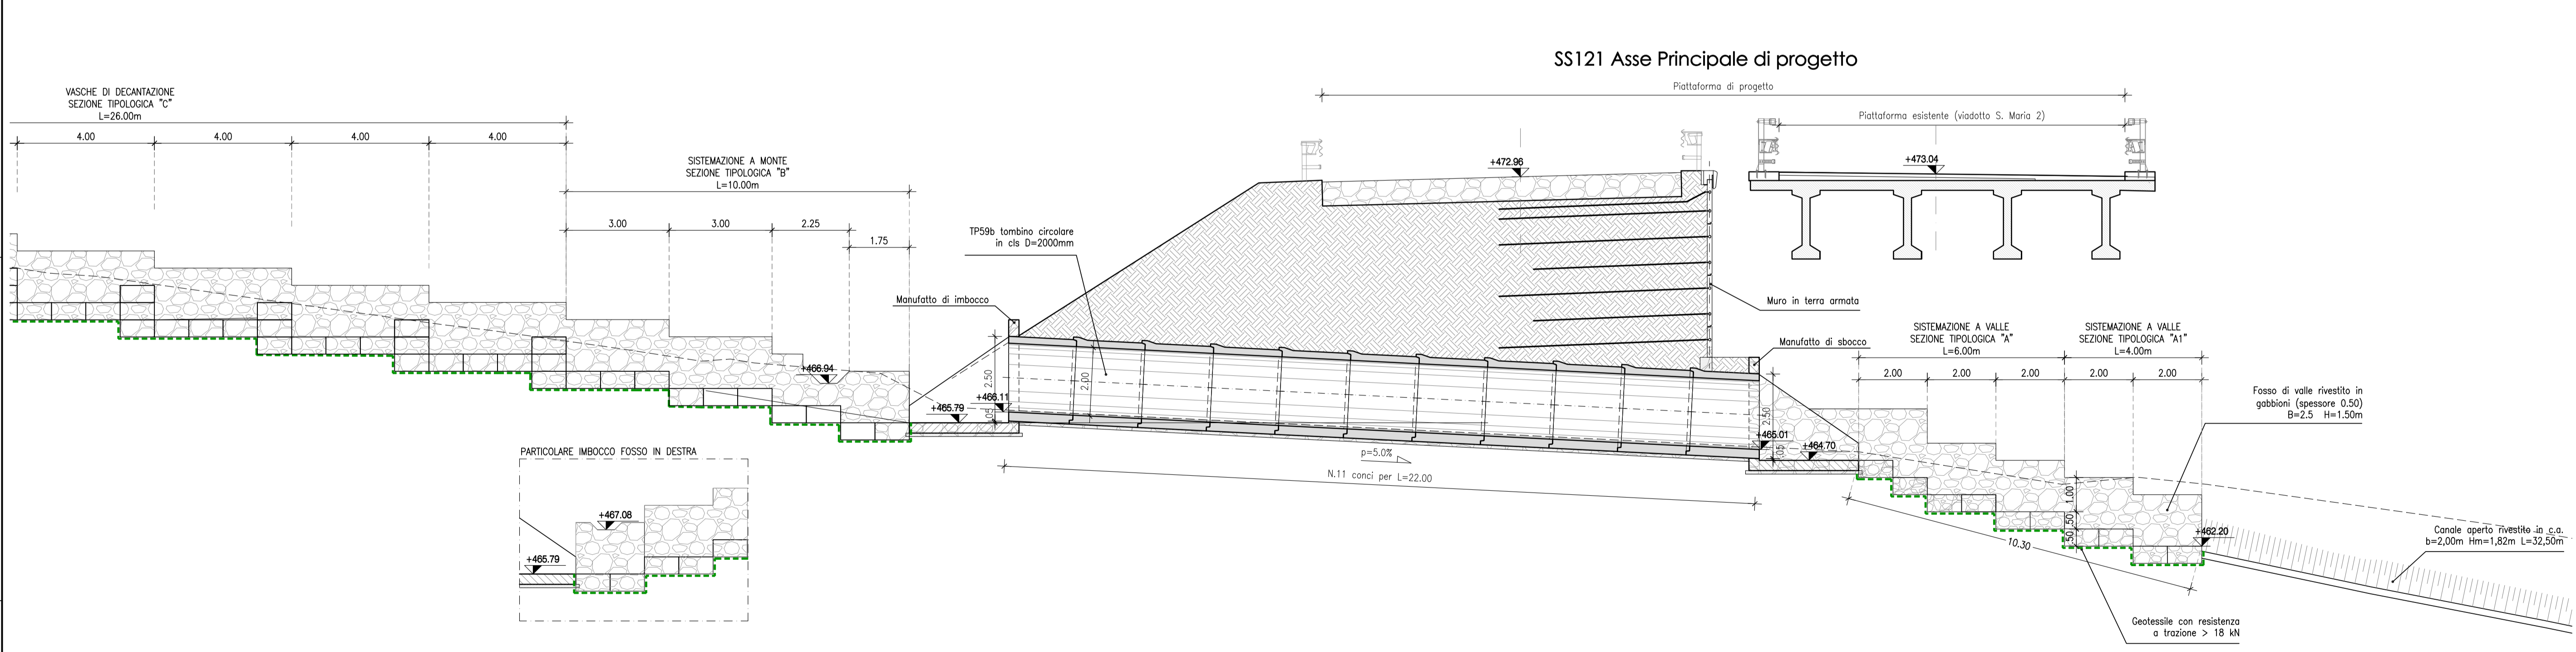 SS121 Asse Principale di progetto
Piattaforma di progetto
Piattaforma esistente (viadotto S. Maria 2)
VASCHE DI DECANTAZIONE
SEZIONE TIPOLOGICA "C"
L=26.00m
4.00
4.00
4.00
4.00
SISTEMAZIONE A MONTE
SEZIONE TIPOLOGICA "B"
L=10.00m
3.00
3.00
2.25
1.75
+472.96
+473.04
TP59b tombino circolare
in cls D=2000mm
Manufatto di imbocco
Muro in terra armata
Manufatto di sbocco
SISTEMAZIONE A VALLE
SEZIONE TIPOLOGICA "A"
L=6.00m
SISTEMAZIONE A VALLE
SEZIONE TIPOLOGICA "A1"
L=4.00m
2.00
2.00
2.00
2.00
2.00
Fosso di valle rivestito in
gabbioni (spessore 0.50)
B=2.5 H=1.50m
+466.94
2.50
2.00
+466.11
.05
+465.79
2.50
+465.01
.05
+464.70
p=5.0%
N.11 conci per L=22.00
1.00
.50
.50
10.30
+462.20
Canale aperto rivestito in c.a.
b=2,00m Hm=1,82m L=32,50m
Geotessile con resistenza
a trazione > 18 kN
PARTICOLARE IMBOCCO FOSSO IN DESTRA
+467.08
+465.79